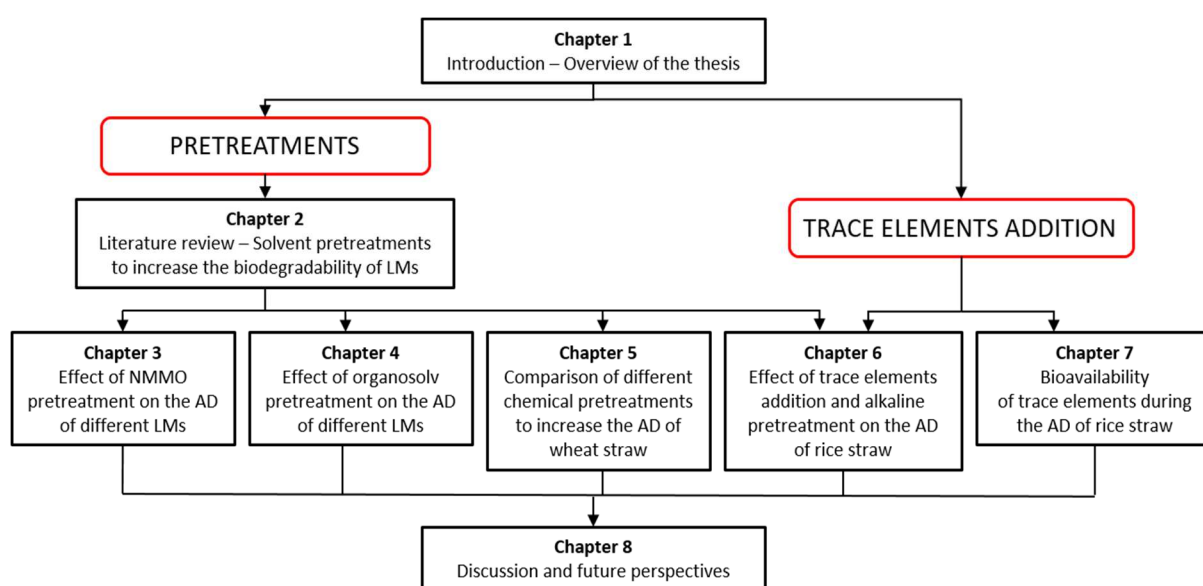 Chapter 1
Introduction – Overview of the thesis
PRETREATMENTS
Chapter 2
Literature review – Solvent pretreatments
to increase the biodegradability of LMs
TRACE ELEMENTS ADDITION
Chapter 3
Effect of NMMO
pretreatment on the AD
of different LMs
Chapter 4
Effect of organosolv
pretreatment on the AD
of different LMs
Chapter 5
Comparison of different
chemical pretreatments
to increase the AD of
wheat straw
Chapter 6
Effect of trace elements
addition and alkaline
pretreatment on the AD
of rice straw
Chapter 7
Bioavailability
of trace elements during
the AD of rice straw
Chapter 8
Discussion and future perspectives